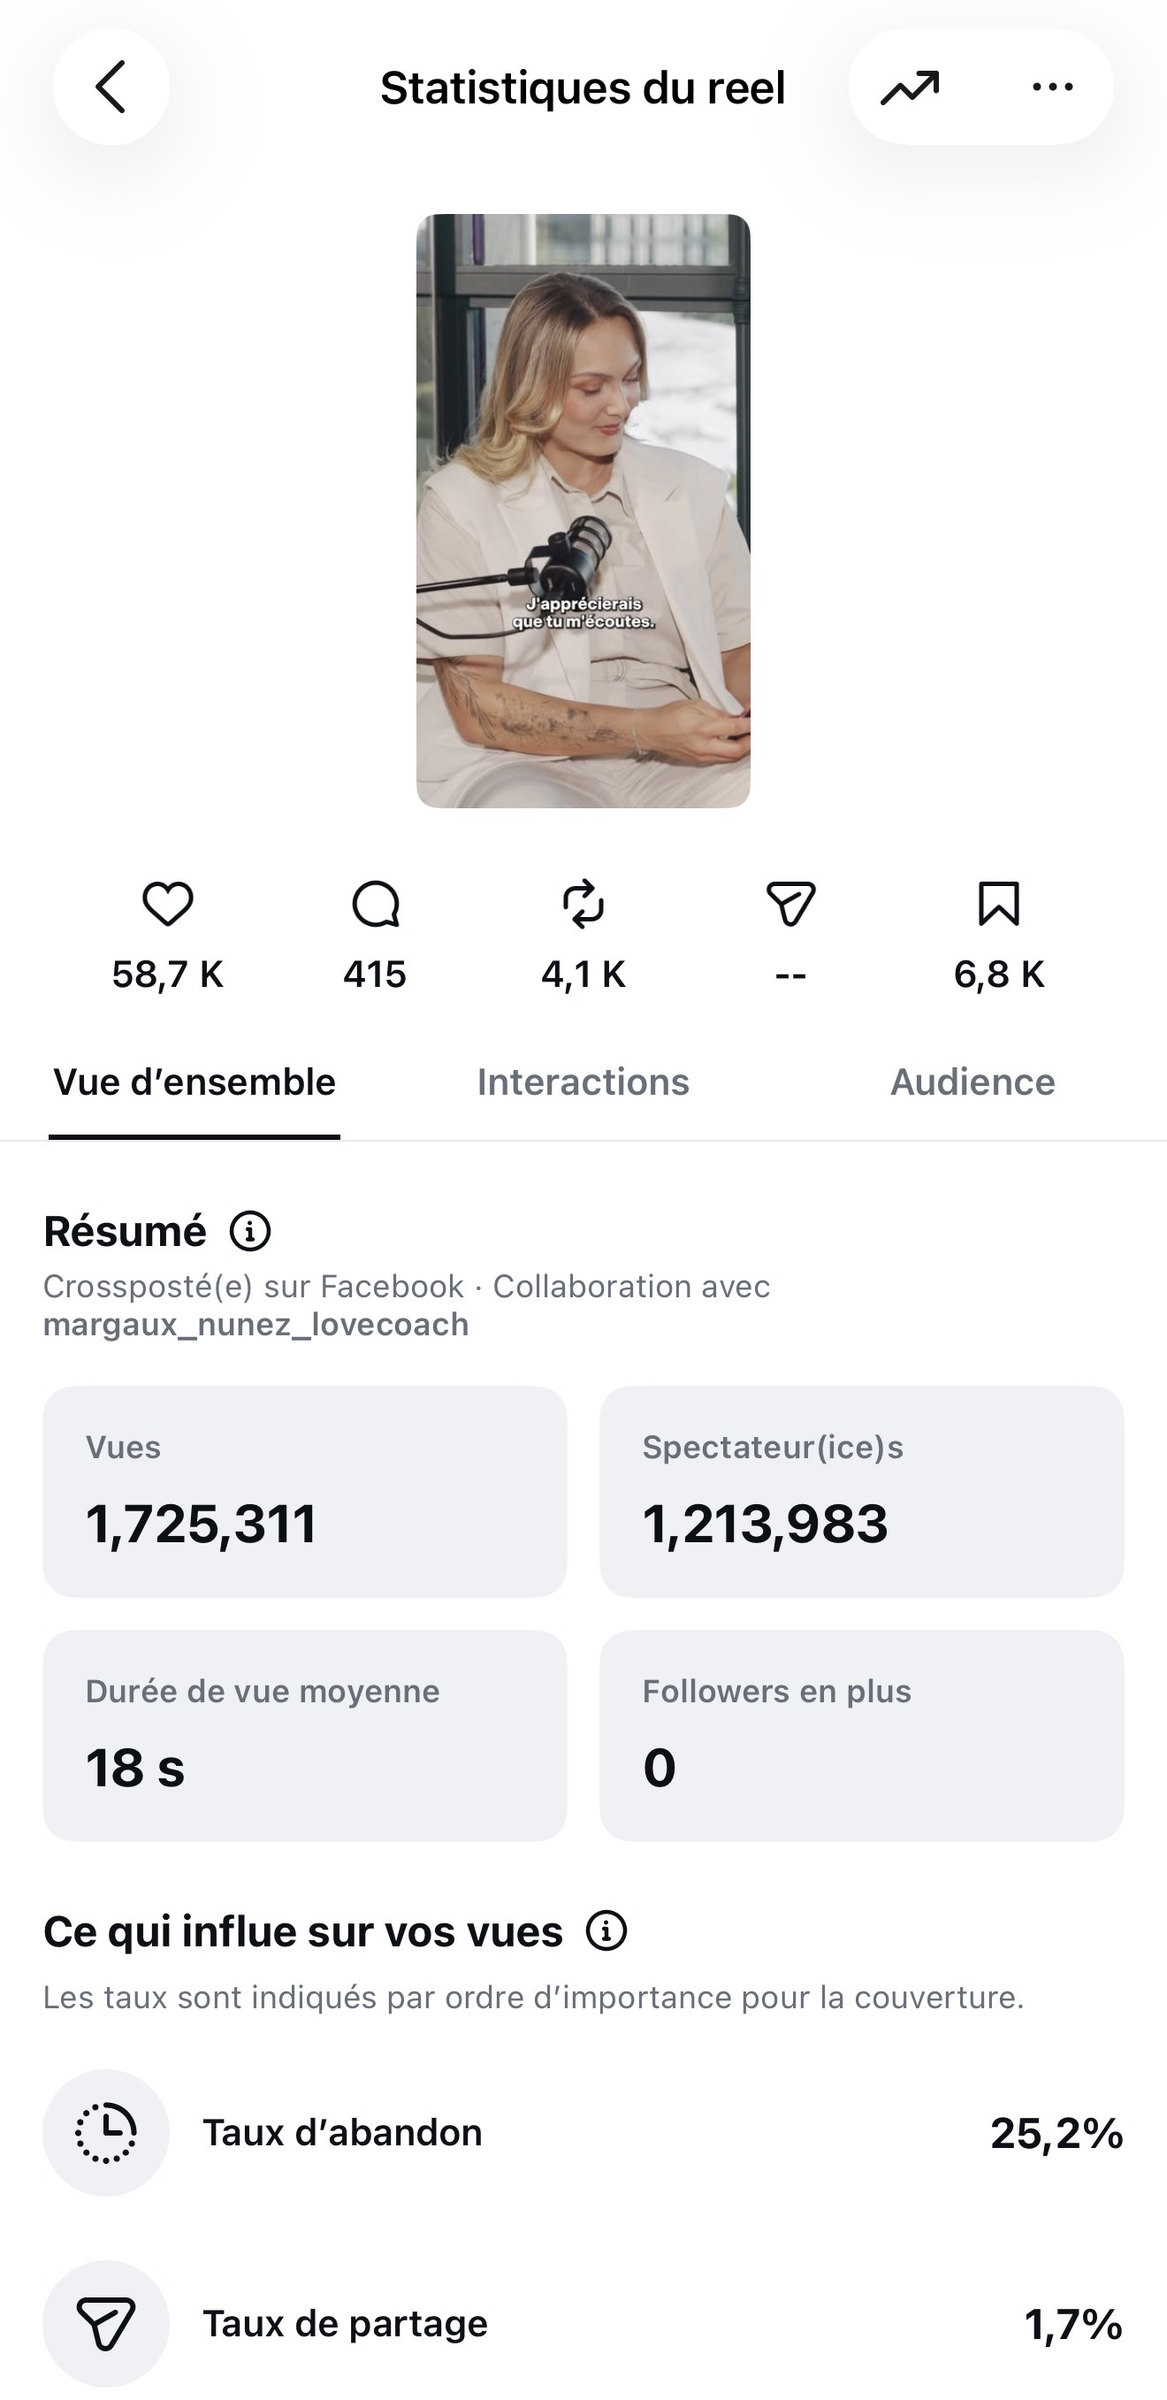 Statistiques du reel
J'apprécierais
que tu m'écoutes.
58,7 K
415
4,1 K
--
6,8 K
Vue d’ensemble
Interactions
Audience
Résumé
Crossposté(e) sur Facebook · Collaboration avec
margaux_nunez_lovecoach
Vues
Spectateur(ice)s
1,725,311
1,213,983
Durée de vue moyenne
Followers en plus
18 s
0
Ce qui influe sur vos vues
Les taux sont indiqués par ordre d’importance pour la couverture.
Taux d’abandon
25,2%
Taux de partage
1,7%